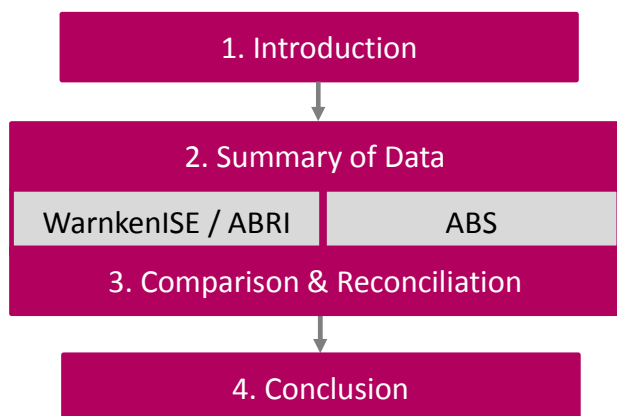 1. Introduction
2. Summary of Data
WarnkenISE / ABRI
ABS
3. Comparison & Reconciliation
4. Conclusion